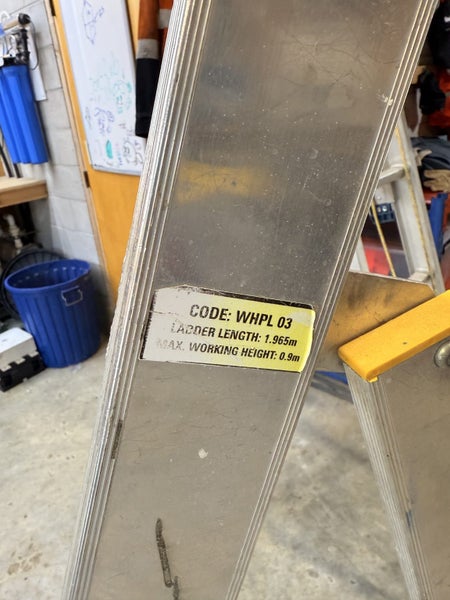 CODE: WHPL 03
LADDER LENGTH: 1.965m
MAX. WORKING HEIGHT: 0.9m